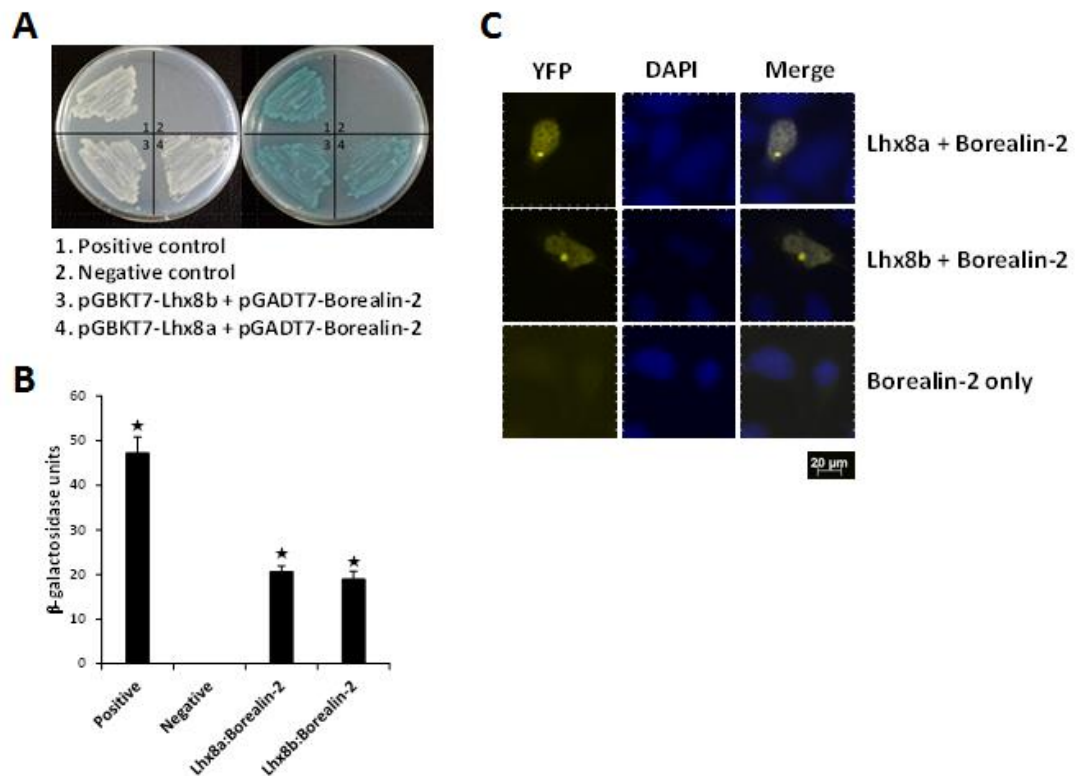 A
1 2
3 4
1 2
3 4
1. Positive control
2. Negative control
3. pGBKT7-Lhx8b + pGADT7-Borealin-2
4. pGBKT7-Lhx8a + pGADT7-Borealin-2
B
β-galactosidase units
60
50
40
30
20
10
0
Positive
Negative
Lhx8a:Borealin-2
Lhx8b:Borealin-2
C
YFP DAPI Merge
Lhx8a + Borealin-2
Lhx8b + Borealin-2
Borealin-2 only
20 µm